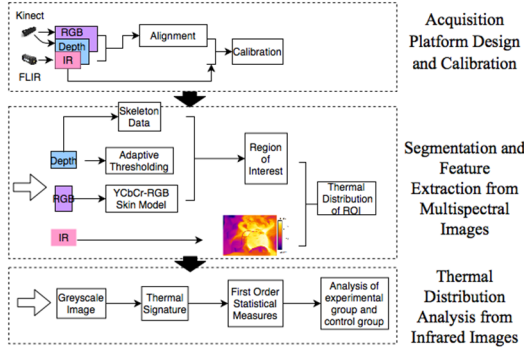 Kinect
RGB
Depth
IR
FLIR
Alignment
Calibration
Acquisition
Platform Design
and Calibration
Skeleton
Data
Depth
Adaptive
Thresholding
RGB
YCbCr-RGB
Skin Model
IR
Region
of
Interest
Thermal
Distribution
of ROI
Segmentation and
Feature
Extraction from
Multispectral
Images
Greyscale
Image
Thermal
Signature
First Order
Statistical
Measures
Analysis of
experimental
group and
control group
Thermal
Distribution
Analysis from
Infrared Images